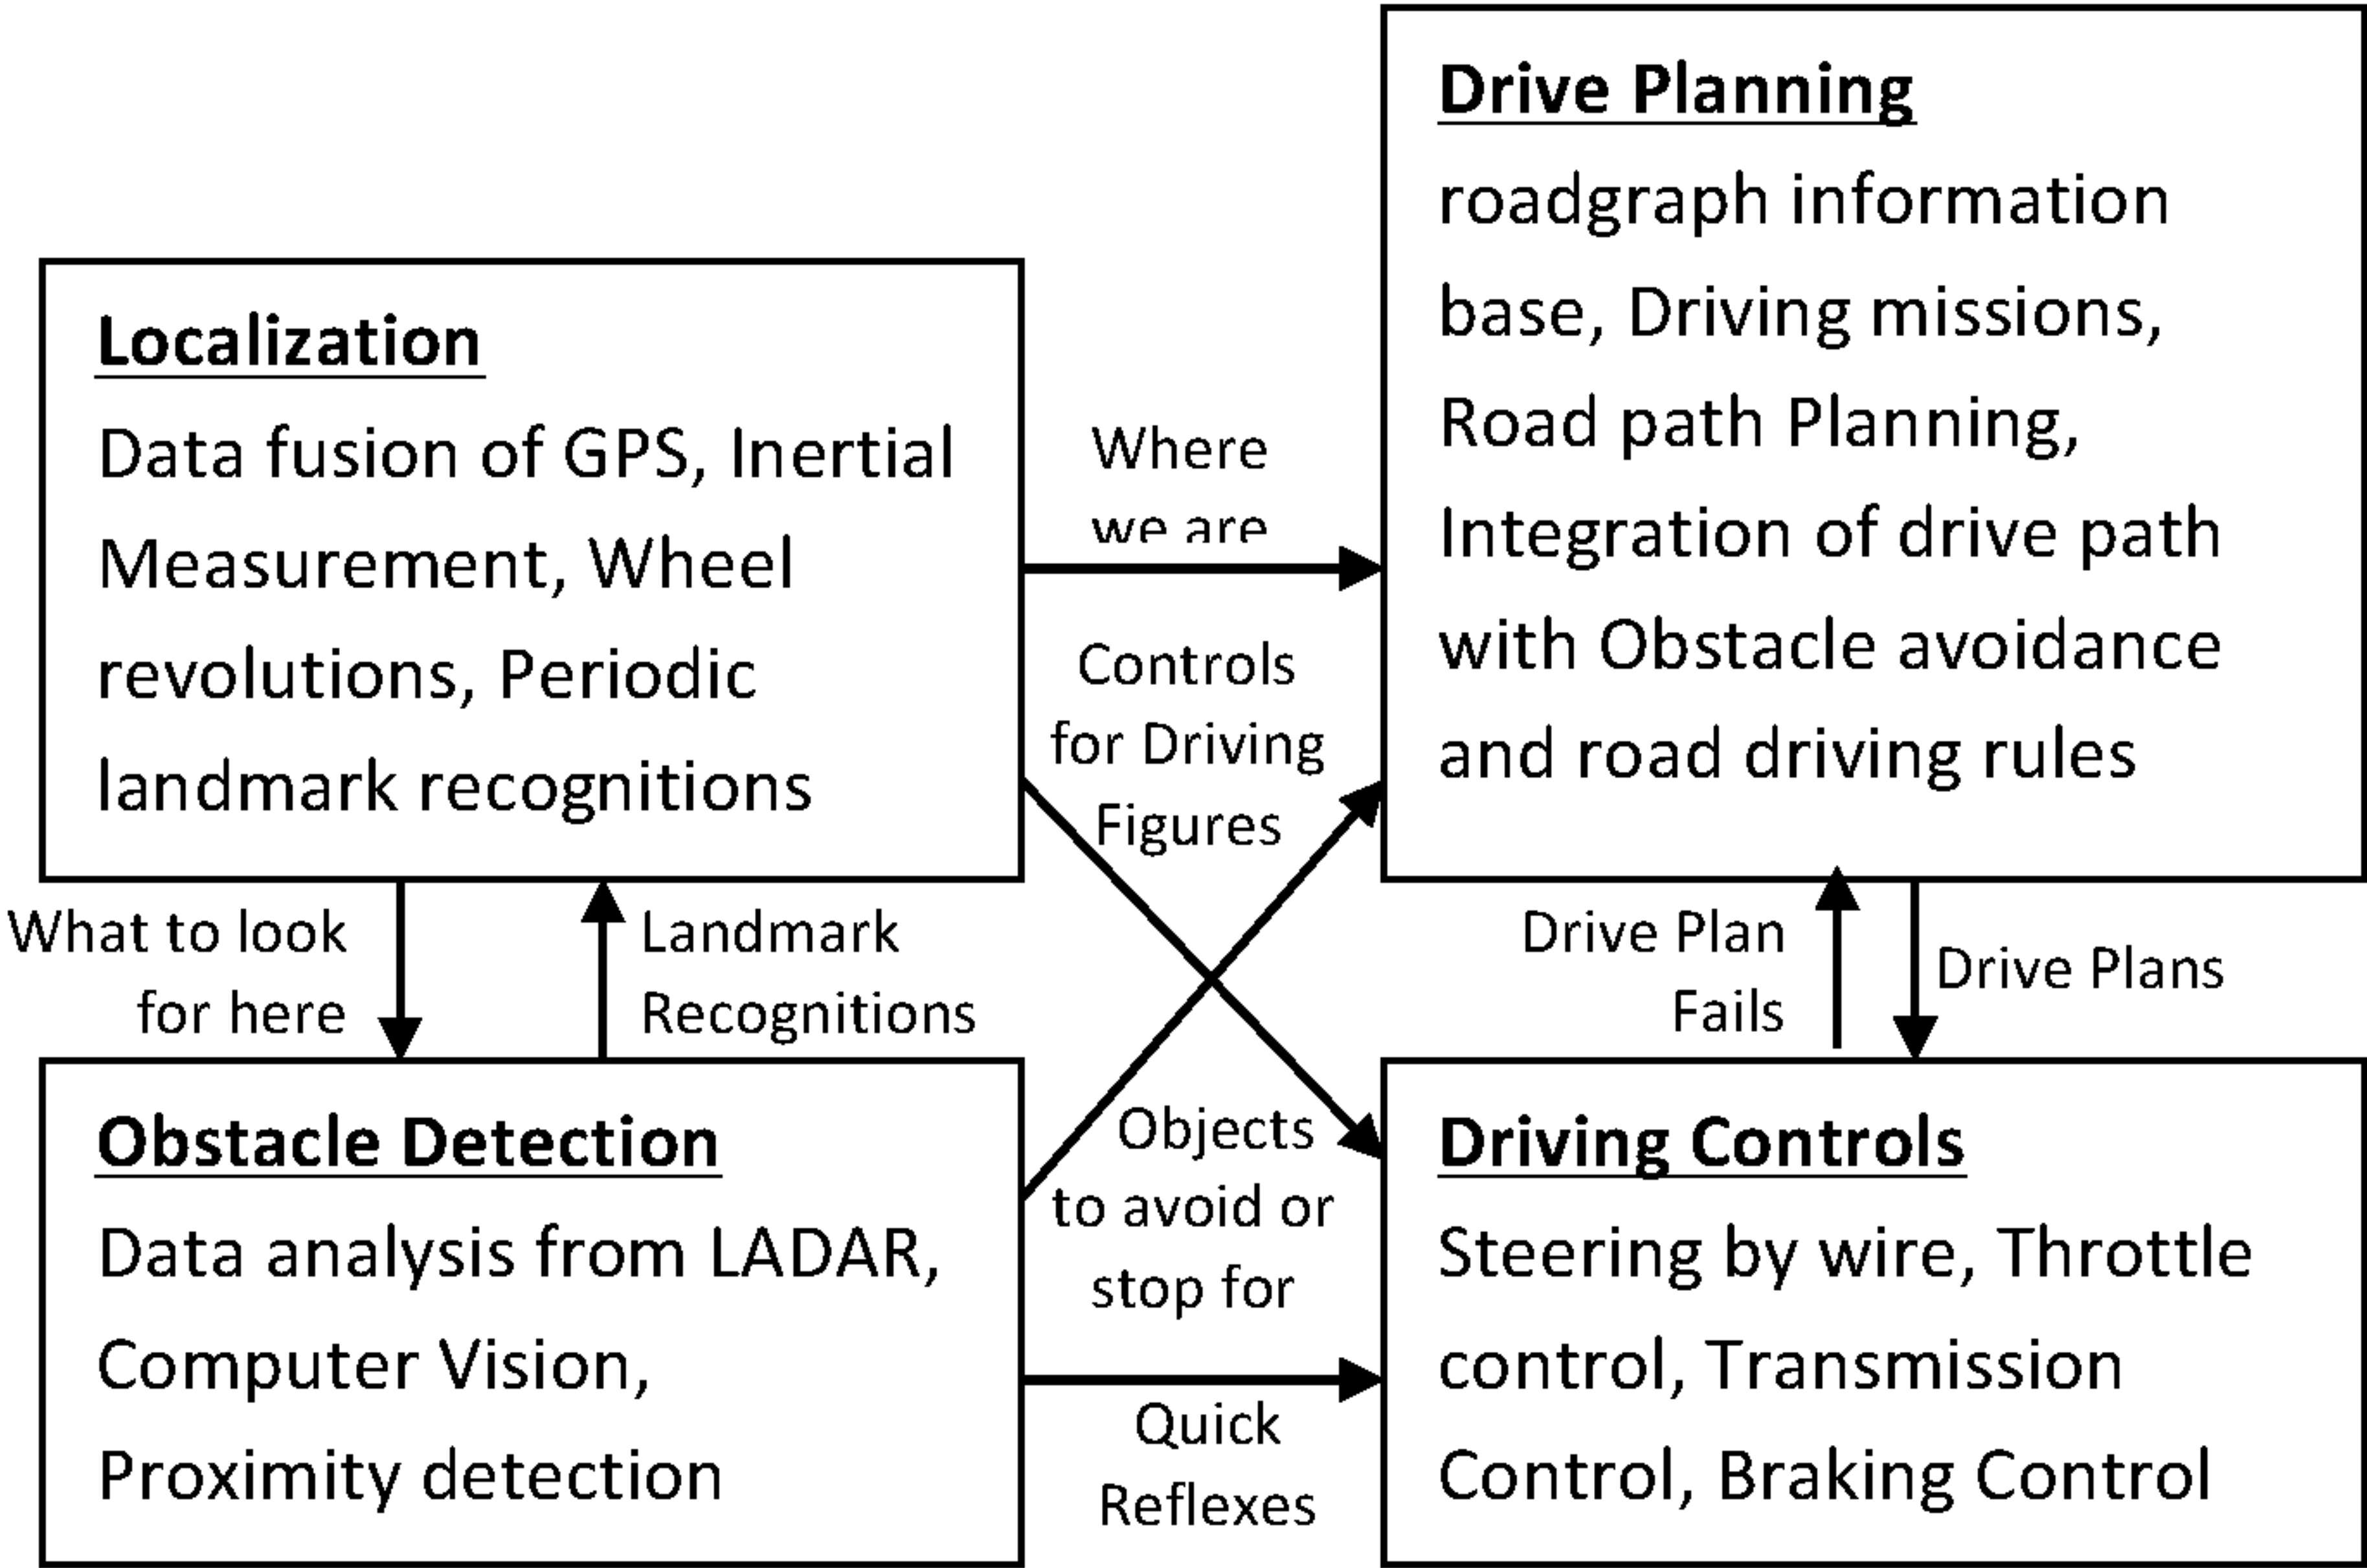 Drive Planning
roadgraph information
base, Driving missions,
Road path Planning,
Integration of drive path
with Obstacle avoidance
and road driving rules
Localization
Data fusion of GPS, Inertial
Measurement, Wheel
revolutions, Periodic
landmark recognitions
Where
we are
Controls
for Driving
Figures
What to look
for here
Landmark
Recognitions
Drive Plan
Fails
Drive Plans
Obstacle Detection
Data analysis from LADAR,
Computer Vision,
Proximity detection
Objects
to avoid or
stop for
Quick
Reflexes
Driving Controls
Steering by wire, Throttle
control, Transmission
Control, Braking Control